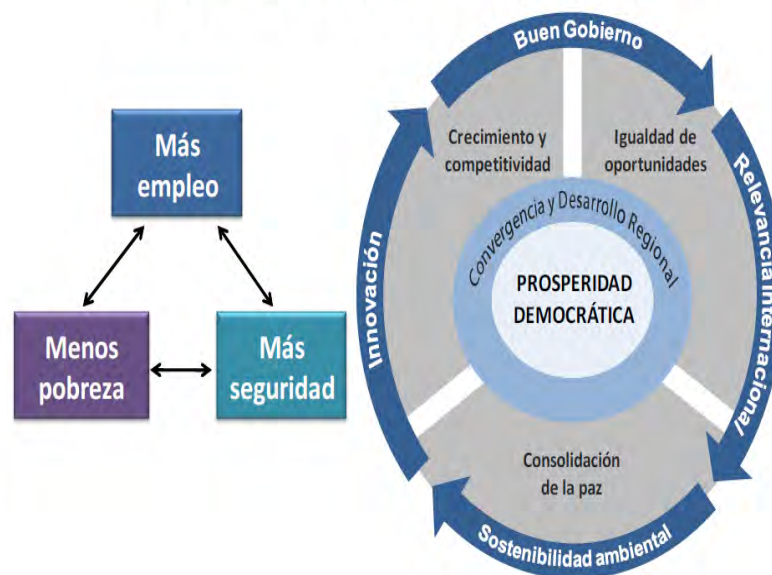 Más
empleo
Menos
pobreza
Más
seguridad
Buen Gobierno
Relevancia internacional
Sostenibilidad ambiental
Innovación
Crecimiento y
competitividad
Igualdad de
oportunidades
Convergencia y Desarrollo Regional
PROSPERIDAD
DEMOCRÁTICA
Consolidación
de la paz